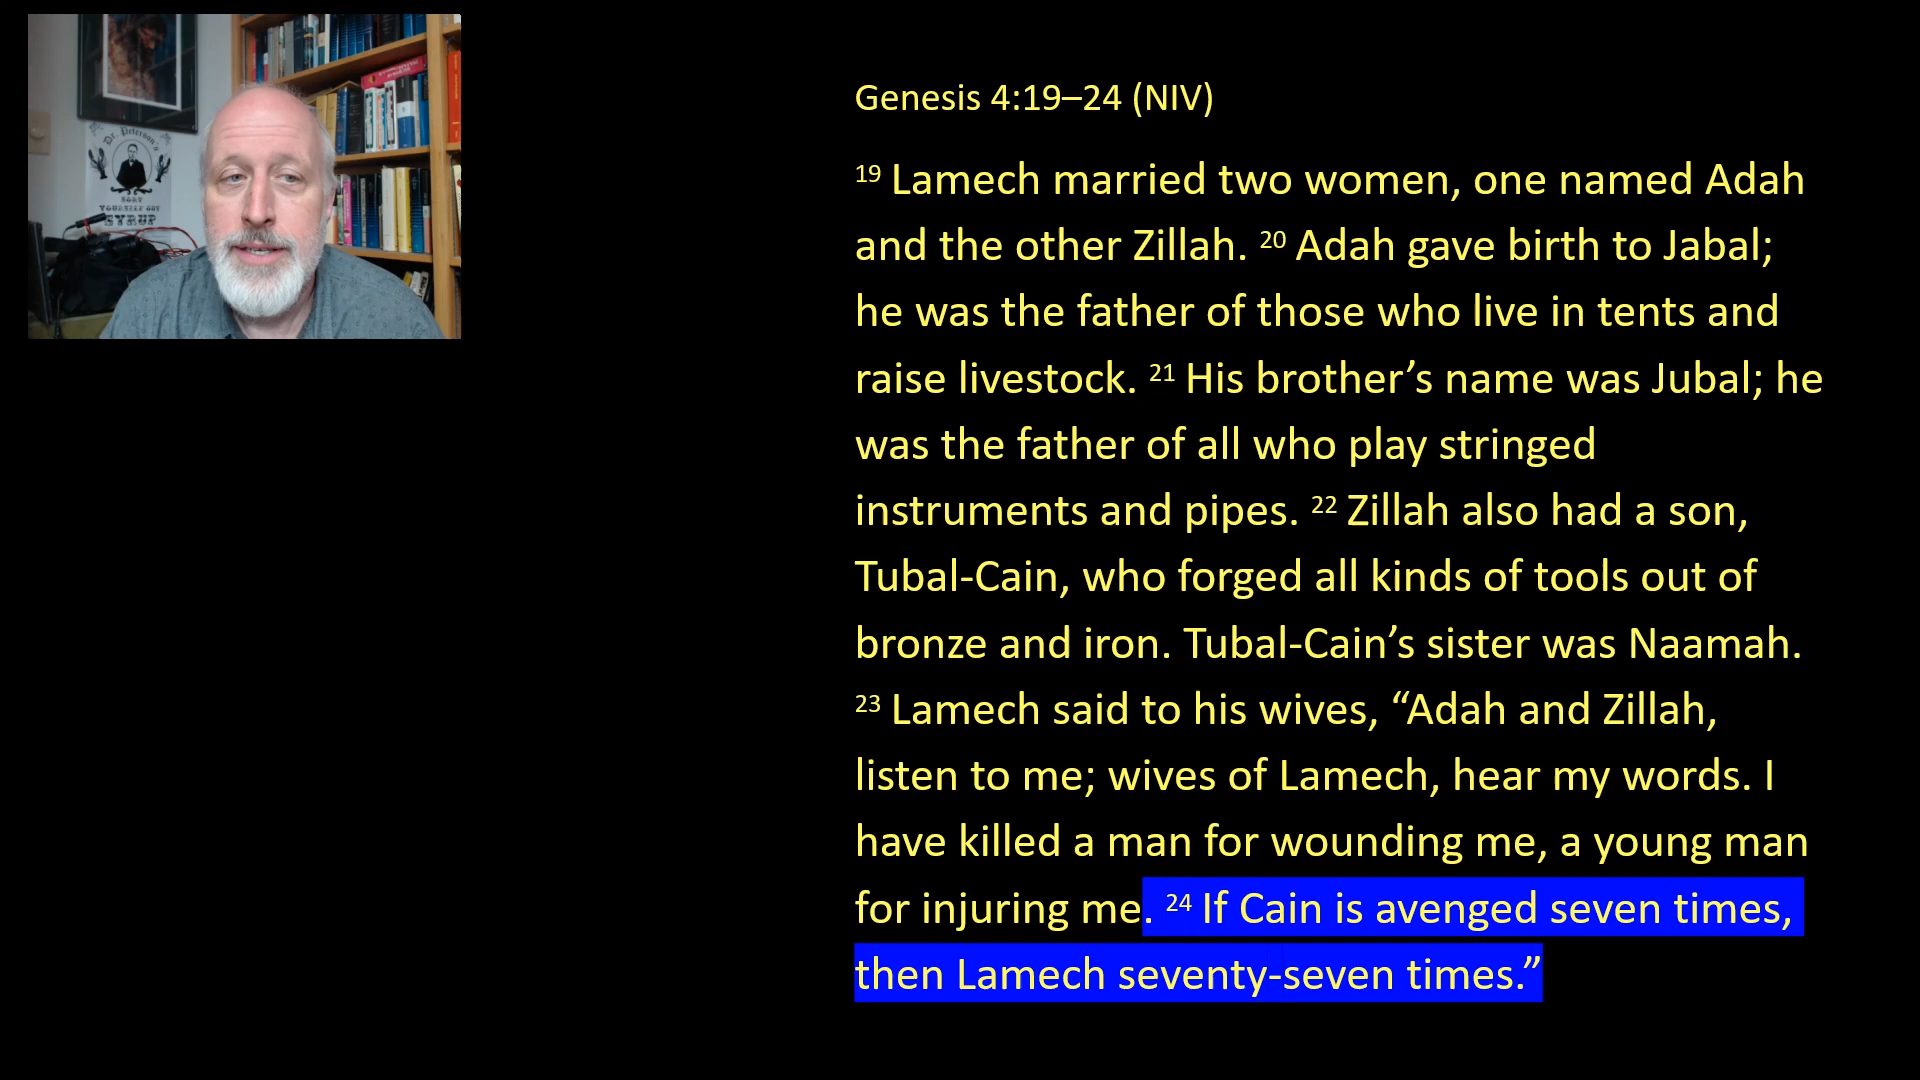 Dr. Peterson's
SORT
YOURSELF OUT
SYRUP
Genesis 4:19–24 (NIV)
19 Lamech married two women, one named Adah
and the other Zillah. 20 Adah gave birth to Jabal;
he was the father of those who live in tents and
raise livestock. 21 His brother’s name was Jubal; he
was the father of all who play stringed
instruments and pipes. 22 Zillah also had a son,
Tubal-Cain, who forged all kinds of tools out of
bronze and iron. Tubal-Cain’s sister was Naamah.
23 Lamech said to his wives, “Adah and Zillah,
listen to me; wives of Lamech, hear my words. I
have killed a man for wounding me, a young man
for injuring me. 24 If Cain is avenged seven times,
then Lamech seventy-seven times.”